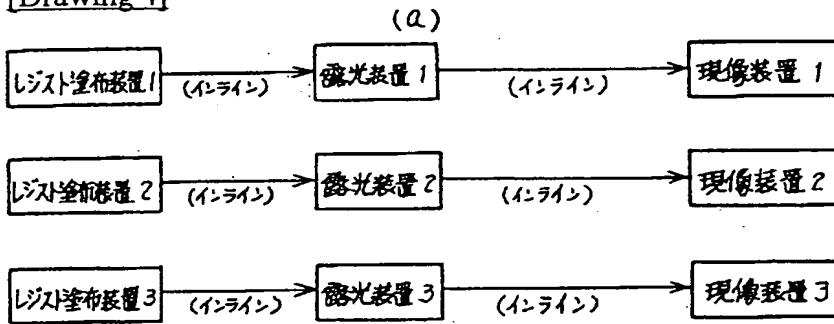 [Drawing 4]
(a)
レジスト塗布装置1 (インライン) 露光装置1 (インライン) 現像装置1
レジスト塗布装置2 (インライン) 露光装置2 (インライン) 現像装置2
レジスト塗布装置3 (インライン) 露光装置3 (インライン) 現像装置3